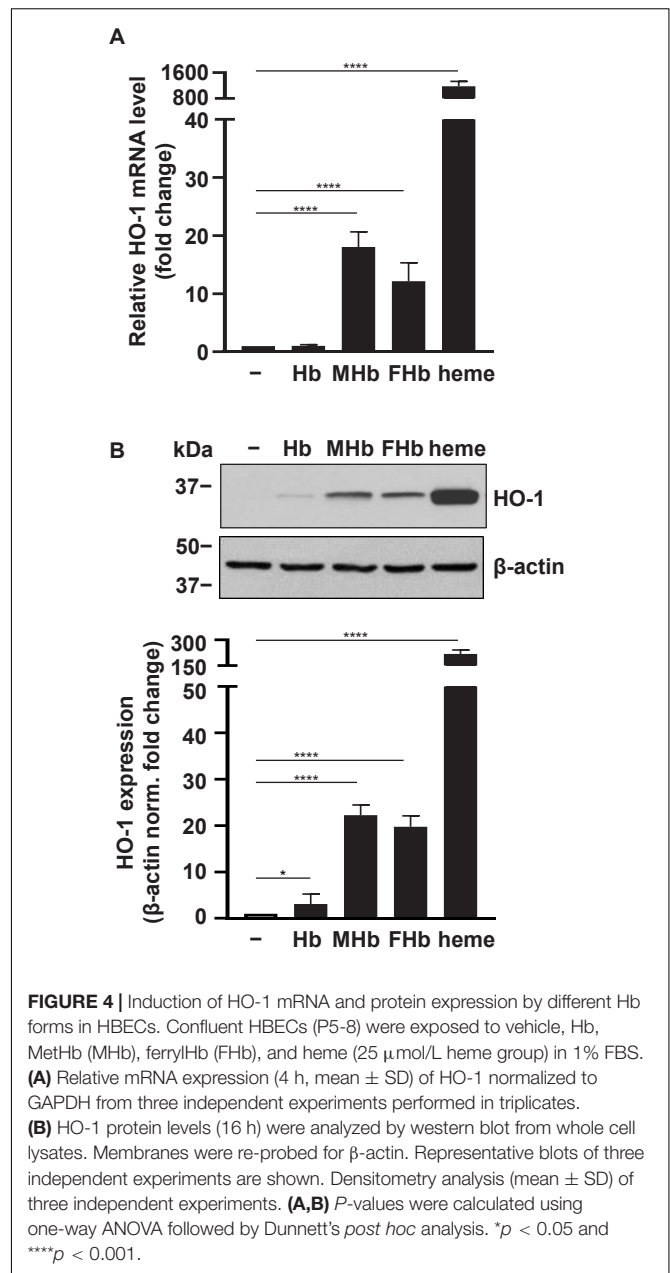 A
****
1600
800
40
****
****
30
20
10
0
Relative HO-1 mRNA level
(fold change)
– Hb MHb FHb heme
B kDa – Hb MHb FHb heme
37– HO-1
50–
β-actin
37–
300
150
****
50
40
****
30
****
20
10
*
0
HO-1 expression
(β-actin norm. fold change)
– Hb MHb FHb heme
FIGURE 4 | Induction of HO-1 mRNA and protein expression by different Hb
forms in HBECs. Confluent HBECs (P5-8) were exposed to vehicle, Hb,
MetHb (MHb), ferrylHb (FHb), and heme (25 μmol/L heme group) in 1% FBS.
(A) Relative mRNA expression (4 h, mean ± SD) of HO-1 normalized to
GAPDH from three independent experiments performed in triplicates.
(B) HO-1 protein levels (16 h) were analyzed by western blot from whole cell
lysates. Membranes were re-probed for β-actin. Representative blots of three
independent experiments are shown. Densitometry analysis (mean ± SD) of
three independent experiments. (A,B) P-values were calculated using
one-way ANOVA followed by Dunnett's post hoc analysis. *p < 0.05 and
****p < 0.001.